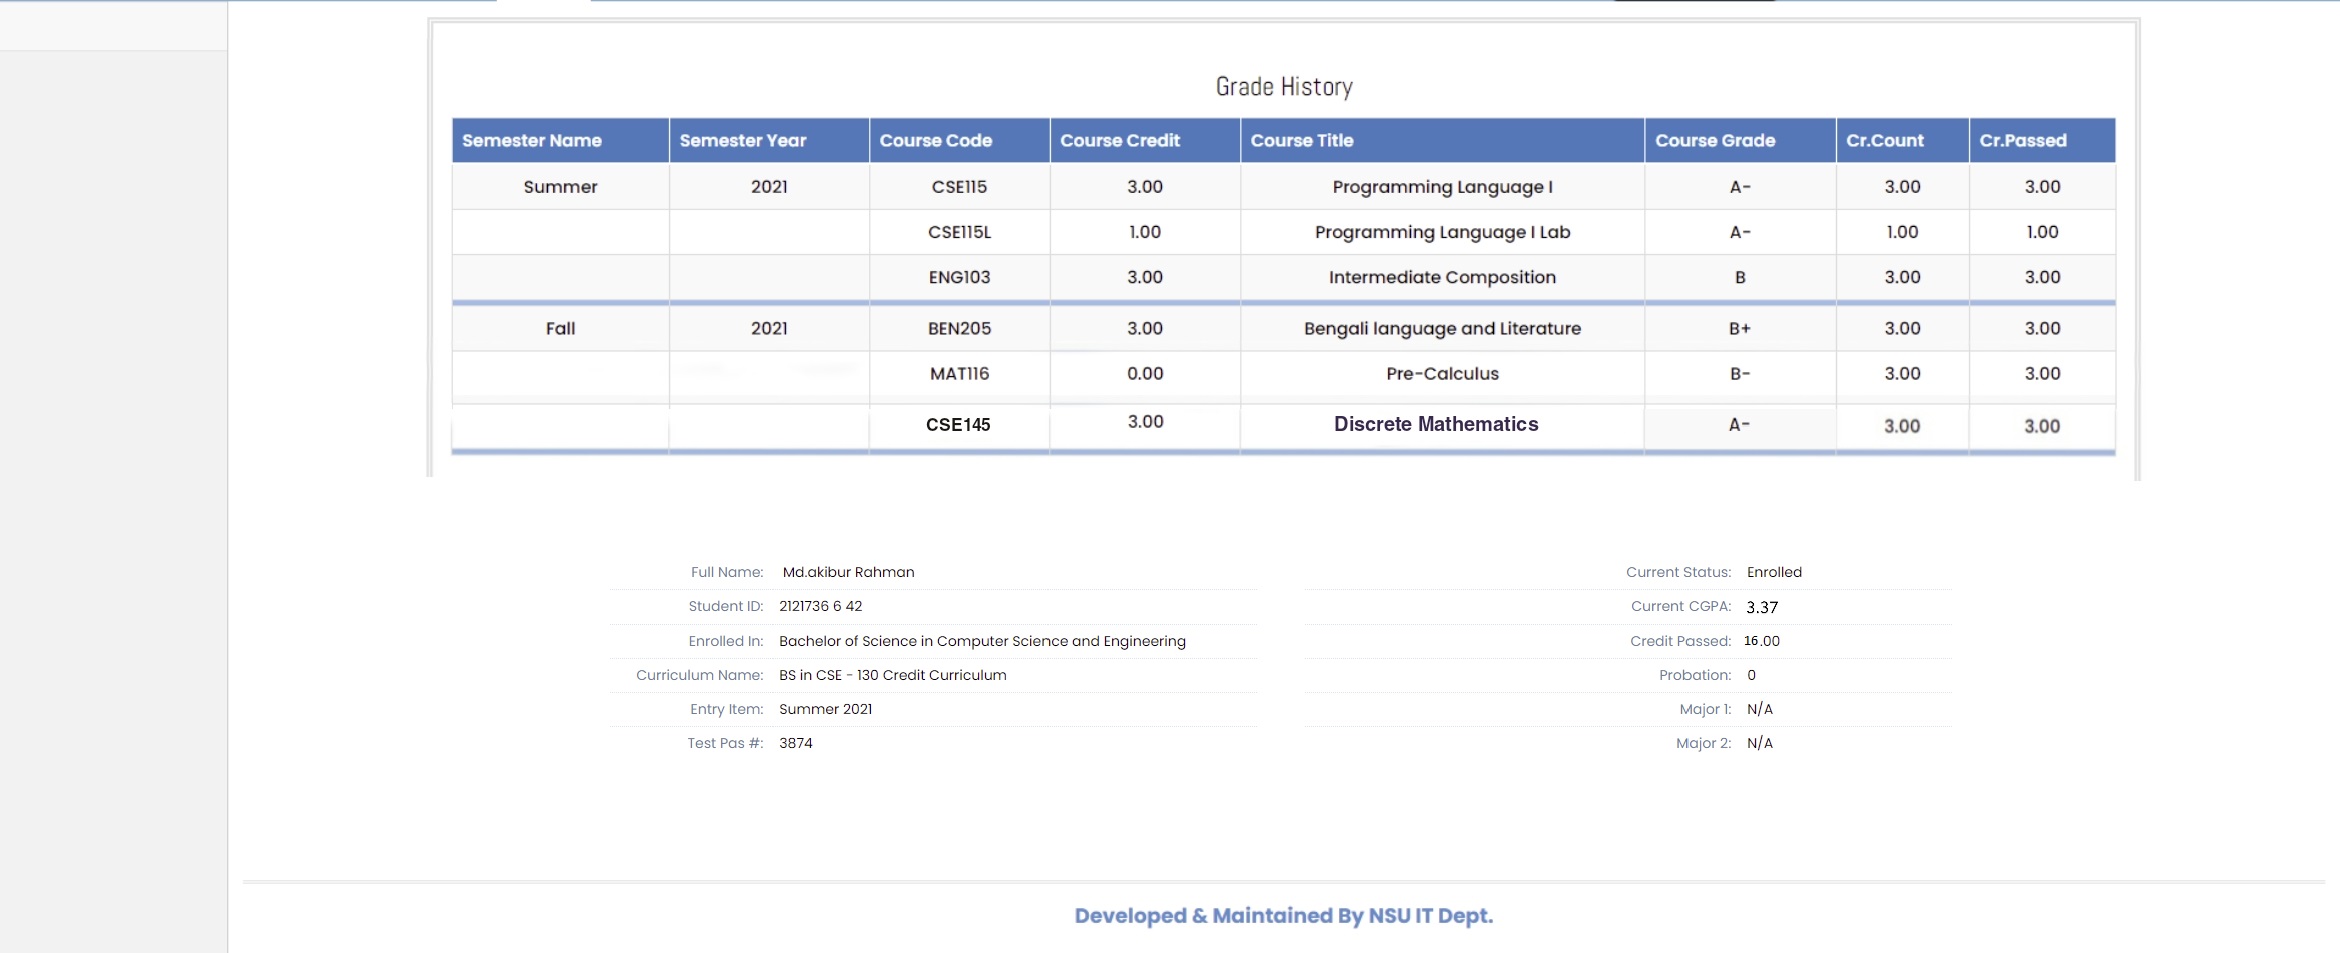 Grade History
Semester Name Semester Year Course Code Course Credit Course Title Course Grade Cr.Count Cr.Passed
Summer 2021 CSE115 3.00 Programming Language I A- 3.00 3.00
CSE115L 1.00 Programming Language I Lab A- 1.00 1.00
ENG103 3.00 Intermediate Composition B 3.00 3.00
Fall 2021 BEN205 3.00 Bengali language and Literature B+ 3.00 3.00
MAT116 0.00 Pre-Calculus B- 3.00 3.00
CSE145 3.00 Discrete Mathematics A- 3.00 3.00
Full Name: Md.akibur Rahman Current Status: Enrolled
Student ID: 2121736 6 42 Current CGPA: 3.37
Enrolled In: Bachelor of Science in Computer Science and Engineering Credit Passed: 16.00
Curriculum Name: BS in CSE - 130 Credit Curriculum Probation: 0
Entry Item: Summer 2021 Major 1: N/A
Test Pas #: 3874 Major 2: N/A
Developed & Maintained By NSU IT Dept.